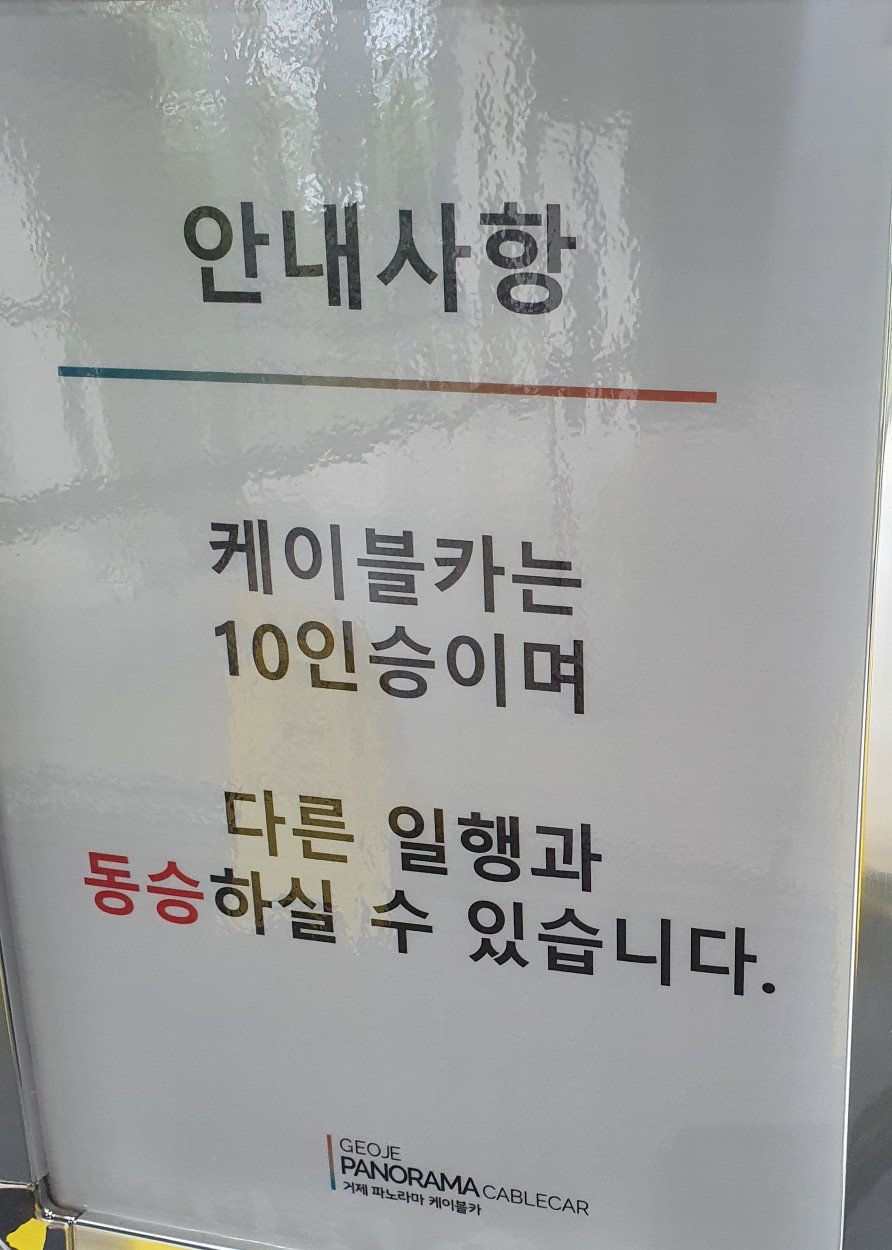 안내사항
케이블카는
10인승이며
다른 일행과
동승하실 수 있습니다.
GEOJE
PANORAMA CABLECAR
거제 파노라마 케이블카